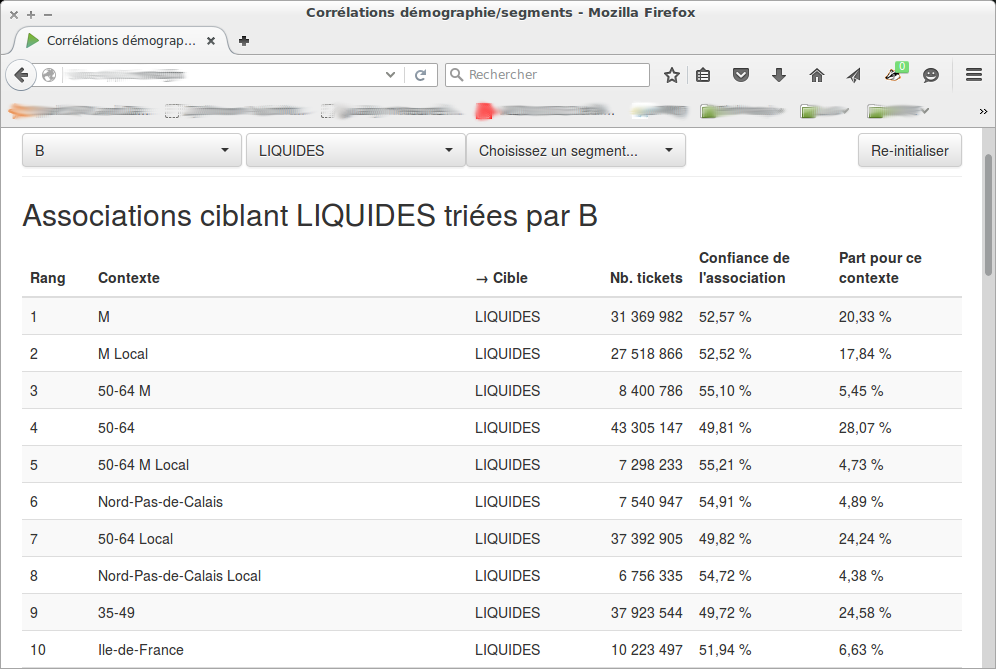 Corrélations démographie/segments - Mozilla Firefox
Corrélations démograp...
Rechercher
0
B LIQUIDES Choisissez un segment... Re-initialiser
Associations ciblant LIQUIDES triées par B
Rang Contexte → Cible Nb. tickets Confiance de l'association Part pour ce contexte
1 M LIQUIDES 31 369 982 52,57 % 20,33 %
2 M Local LIQUIDES 27 518 866 52,52 % 17,84 %
3 50-64 M LIQUIDES 8 400 786 55,10 % 5,45 %
4 50-64 LIQUIDES 43 305 147 49,81 % 28,07 %
5 50-64 M Local LIQUIDES 7 298 233 55,21 % 4,73 %
6 Nord-Pas-de-Calais LIQUIDES 7 540 947 54,91 % 4,89 %
7 50-64 Local LIQUIDES 37 392 905 49,82 % 24,24 %
8 Nord-Pas-de-Calais Local LIQUIDES 6 756 335 54,72 % 4,38 %
9 35-49 LIQUIDES 37 923 544 49,72 % 24,58 %
10 Ile-de-France LIQUIDES 10 223 497 51,94 % 6,63 %